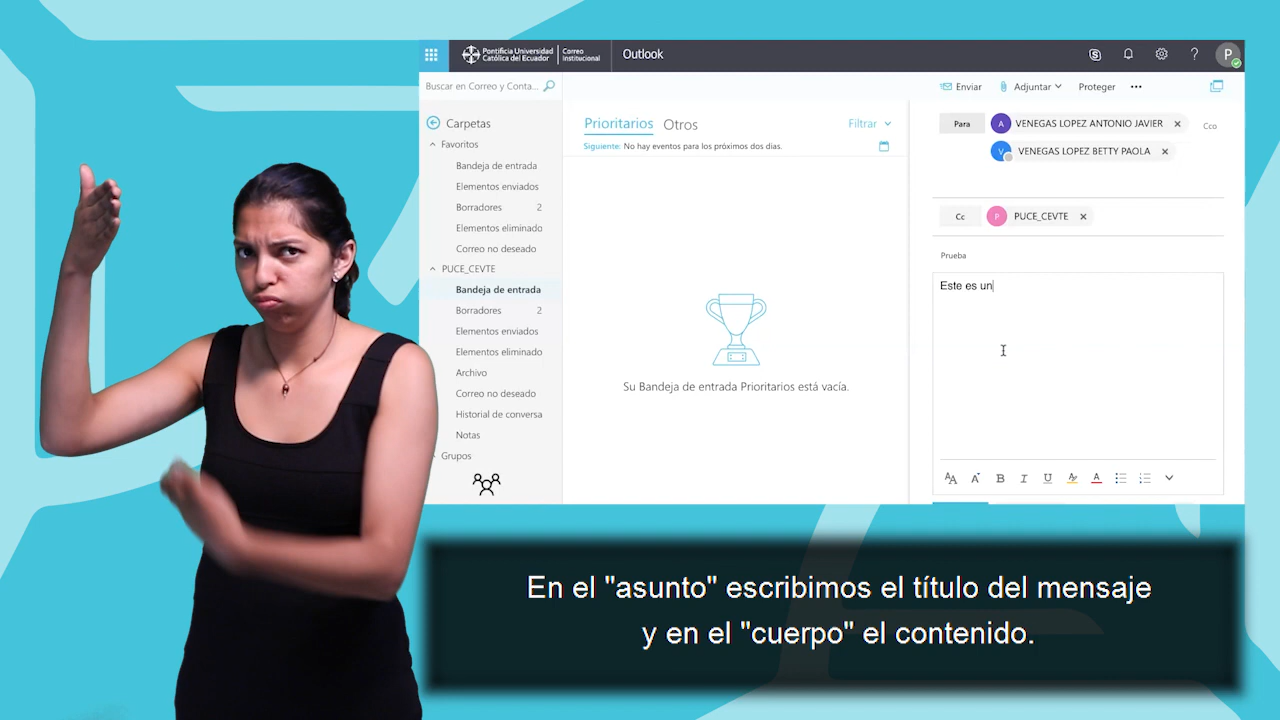 Pontificia Universidad
Católica del Ecuador
Correo
Institucional
Outlook
P
Buscar en Correo y Conta...
Enviar
Adjuntar
Proteger
Carpetas
Favoritos
Bandeja de entrada
Elementos enviados
Borradores 2
Elementos eliminado
Correo no deseado
PUCE_CEVTE
Bandeja de entrada
Borradores 2
Elementos enviados
Elementos eliminado
Archivo
Correo no deseado
Historial de conversa
Notas
Grupos
Prioritarios Otros
Filtrar
Siguiente: No hay eventos para los próximos dos días.
Su Bandeja de entrada Prioritarios está vacía.
Para
A VENEGAS LOPEZ ANTONIO JAVIER
Cco
V VENEGAS LOPEZ BETTY PAOLA
Cc
P PUCE_CEVTE
Prueba
Este es un
En el "asunto" escribimos el título del mensaje
y en el "cuerpo" el contenido.